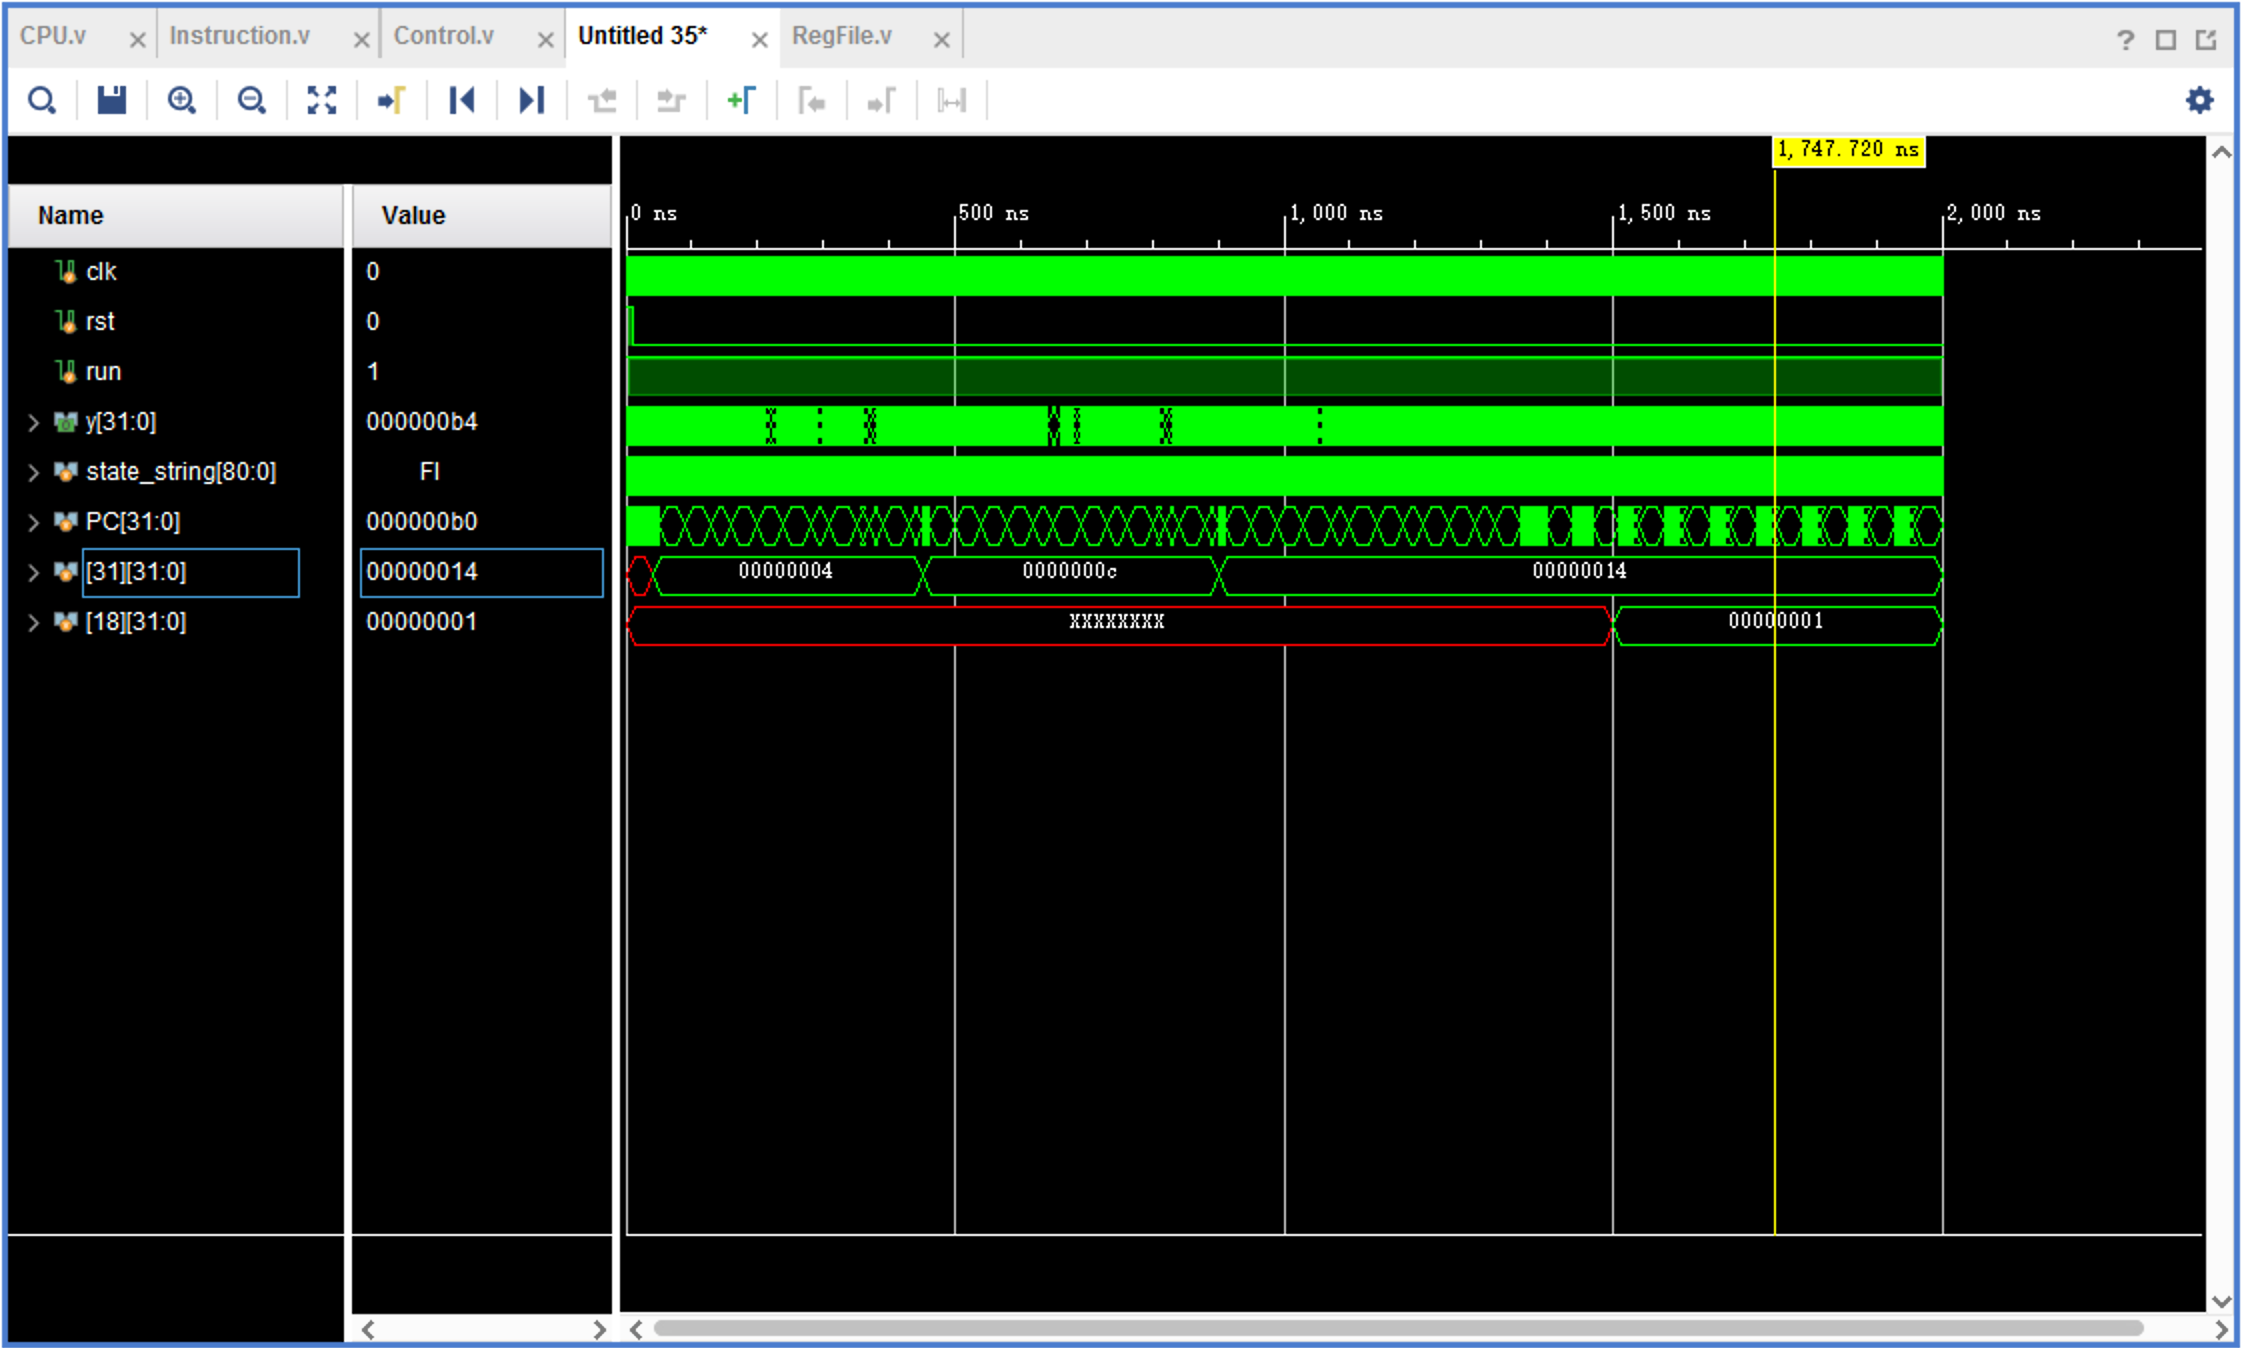 CPU.v Instruction.v Control.v Untitled 35* RegFile.v ?
1,747.720 ns
Name Value 0 ns 500 ns 1,000 ns 1,500 ns 2,000 ns
clk 0
rst 0
run 1
y[31:0] 000000b4
state_string[80:0] FI
PC[31:0] 000000b0
[31][31:0] 00000014 00000004 0000000c 00000014
[18][31:0] 00000001 XXXXXXXX 00000001